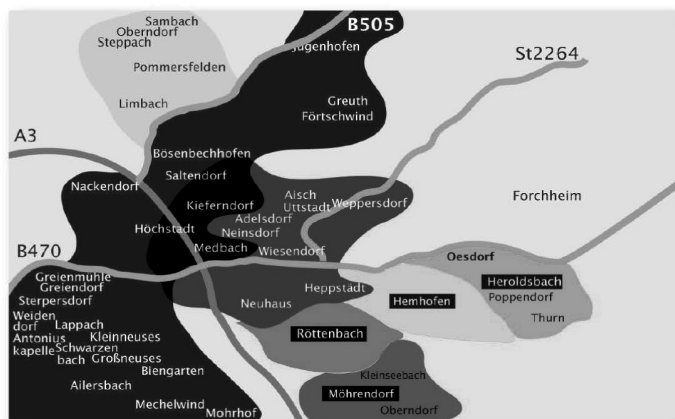 Sambach
Oberndorf
Steppach
B505
Jugenhofen
Pommersfelden
St2264
Limbach
Greuth
Förtschwind
A3
Bösenbechhofen
Saltendorf
Nackendorf
Aisch
Uttstadt
Weppersdorf
Forchheim
Kieferndorf
Adelsdorf
Höchstadt
Neinsdorf
Medbach
Wiesendorf
B470
Oesdorf
Greienmühle
Greiendorf
Heppstädt
Heroldsbach
Sterpersdorf
Neuhaus
Hemhofen
Poppendorf
Weiden
dorf
Lappach
Thurn
Antonius
kapelle
Kleinneuses
Schwarzen
bach
Großneuses
Röttenbach
Biengarten
Kleinseebach
Ailersbach
Möhrendorf
Mechelwind
Mohrhof
Oberndorf